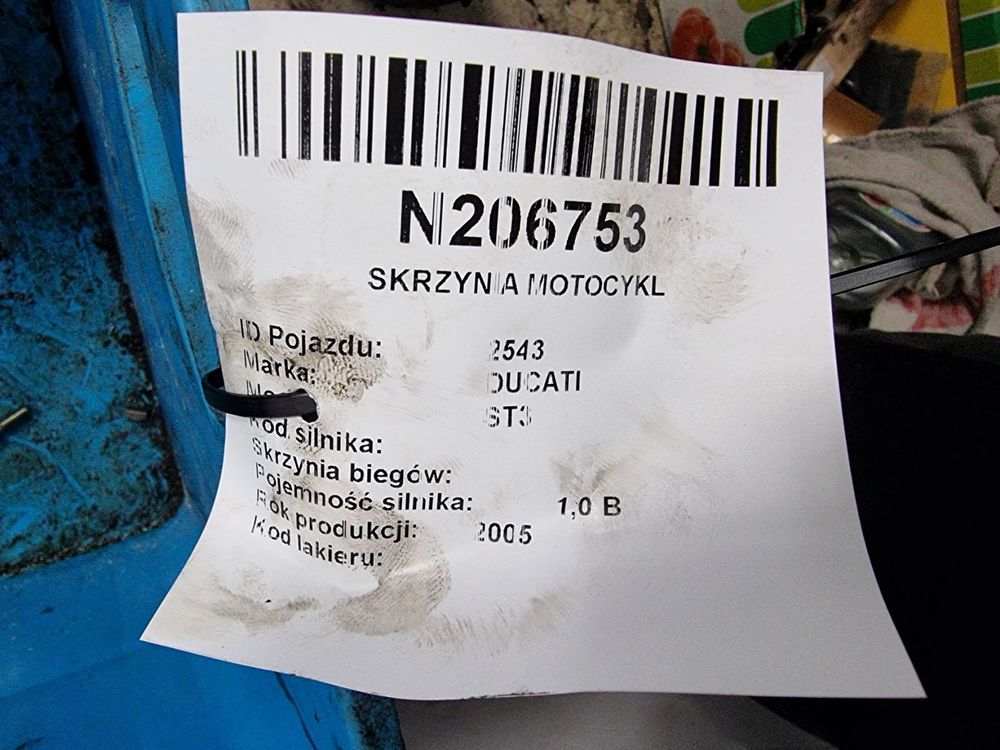 N206753
SKRZYNIA MOTOCYKL
ID Pojazdu: 2543
Marka: DUCATI
ST3
Kod silnika:
Skrzynia biegów:
Pojemność silnika: 1,0 B
Rok produkcji: 2005
Kod lakieru: